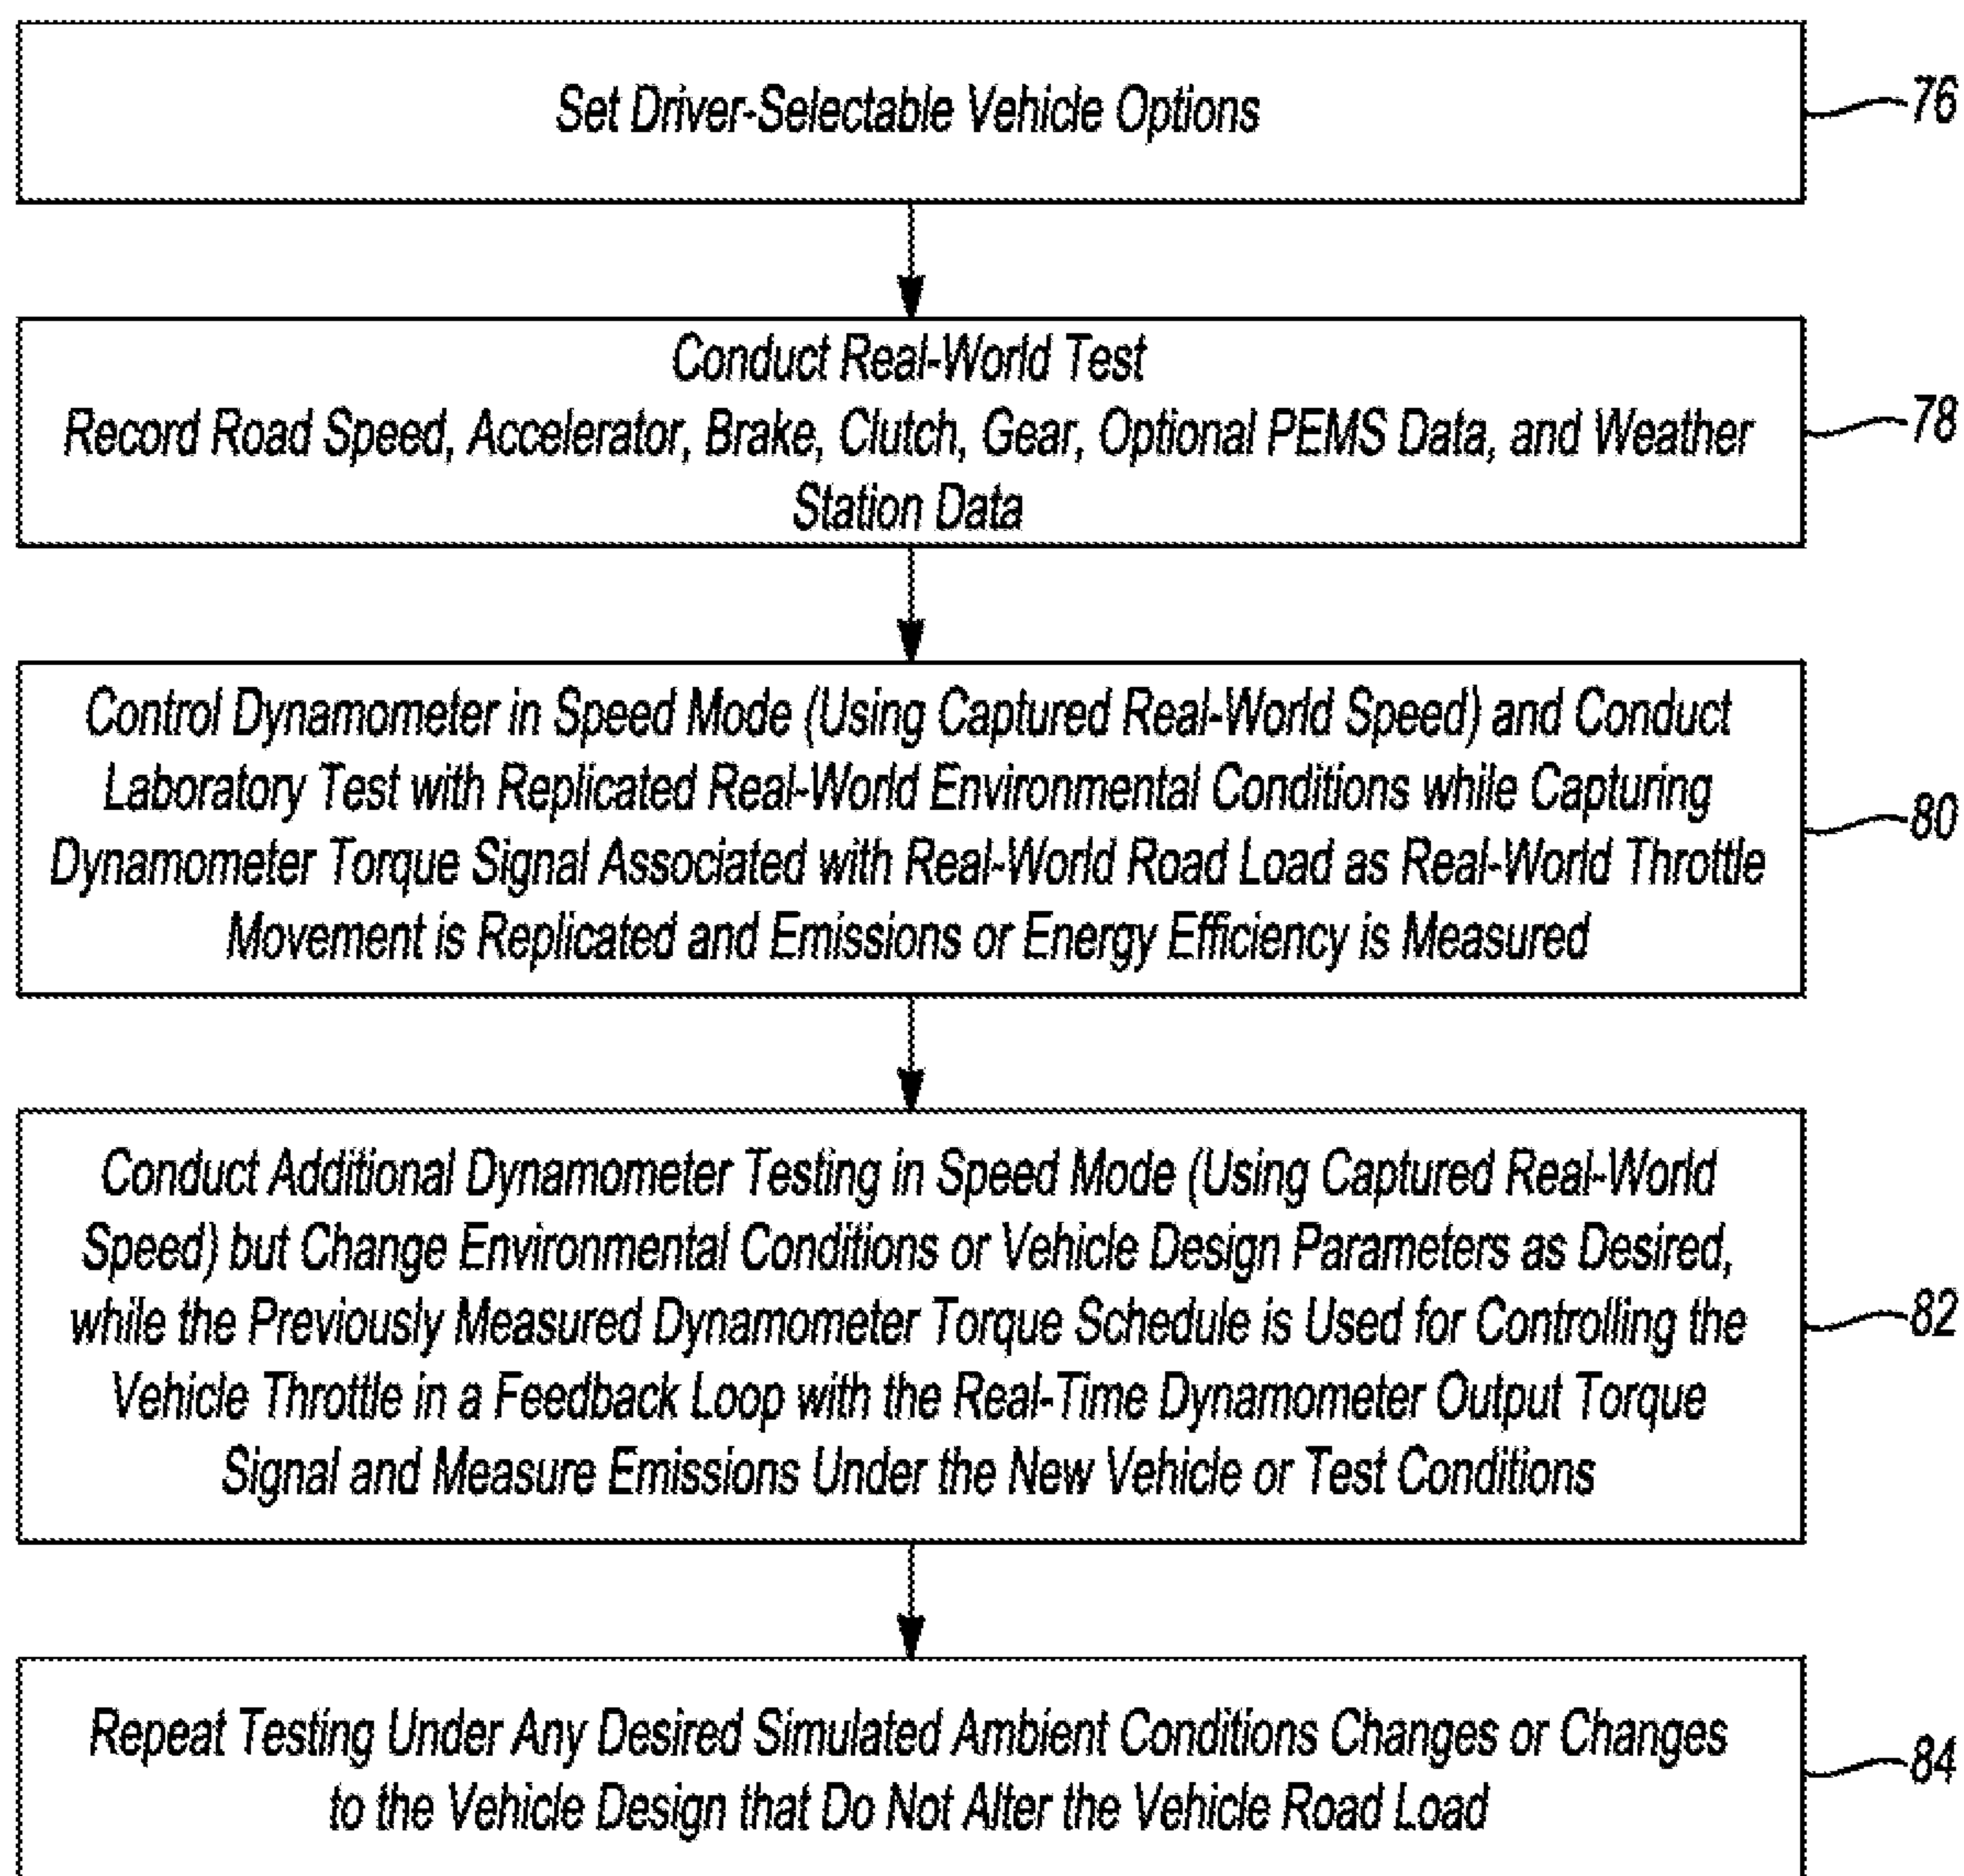 Set Driver-Selectable Vehicle Options
76
Conduct Real-World Test
Record Road Speed, Accelerator, Brake, Clutch, Gear, Optional PEMS Data, and Weather
Station Data
78
Control Dynamometer in Speed Mode (Using Captured Real-World Speed) and Conduct
Laboratory Test with Replicated Real-World Environmental Conditions while Capturing
Dynamometer Torque Signal Associated with Real-World Road Load as Real-World Throttle
Movement is Replicated and Emissions or Energy Efficiency is Measured
80
Conduct Additional Dynamometer Testing in Speed Mode (Using Captured Real-World
Speed) but Change Environmental Conditions or Vehicle Design Parameters as Desired,
while the Previously Measured Dynamometer Torque Schedule is Used for Controlling the
Vehicle Throttle in a Feedback Loop with the Real-Time Dynamometer Output Torque
Signal and Measure Emissions Under the New Vehicle or Test Conditions
82
Repeat Testing Under Any Desired Simulated Ambient Conditions Changes or Changes
to the Vehicle Design that Do Not Alter the Vehicle Road Load
84